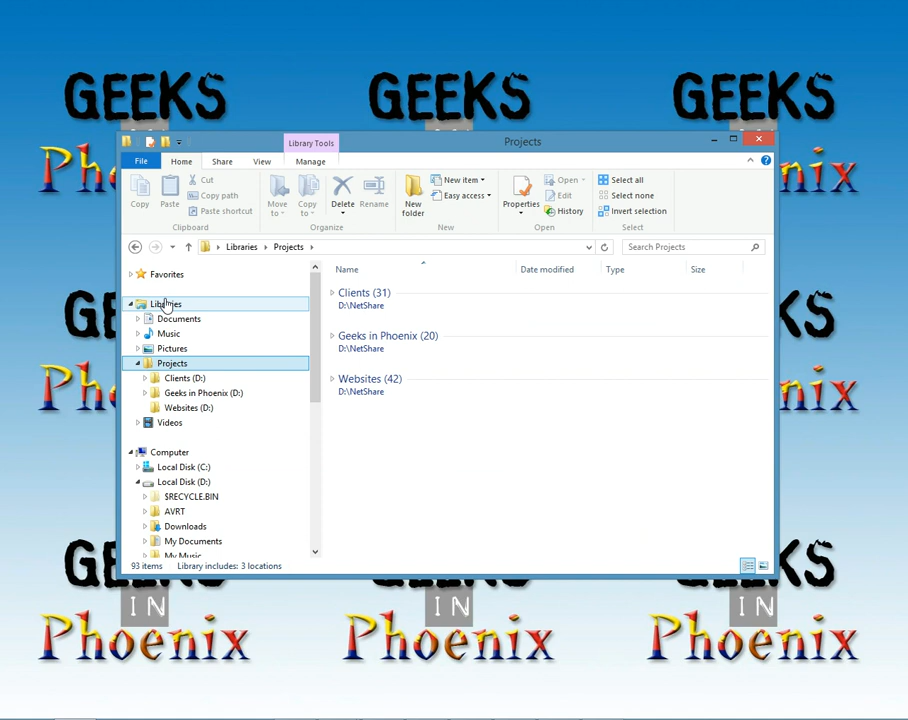 GEEKS GEEKS GEEKS
Library Tools
Projects
File Home Share View Manage
Copy
Paste
Cut
Copy path
Paste shortcut
Clipboard
Move to
Copy to
Delete
Rename
Organize
New folder
New item
Easy access
New
Properties
Open
Edit
History
Open
Select all
Select none
Invert selection
Select
Libraries Projects
Search Projects
Favorites
Libraries
Documents
Music
Pictures
Projects
Clients (D:)
Geeks in Phoenix (D:)
Websites (D:)
Videos
Computer
Local Disk (C:)
Local Disk (D:)
$RECYCLE.BIN
AVRT
Downloads
My Documents
My Music
Name Date modified Type Size
Clients (31)
D:\NetShare
Geeks in Phoenix (20)
D:\NetShare
Websites (42)
D:\NetShare
93 items Library includes: 3 locations
IN IN IN
Phoenix Phoenix Phoenix